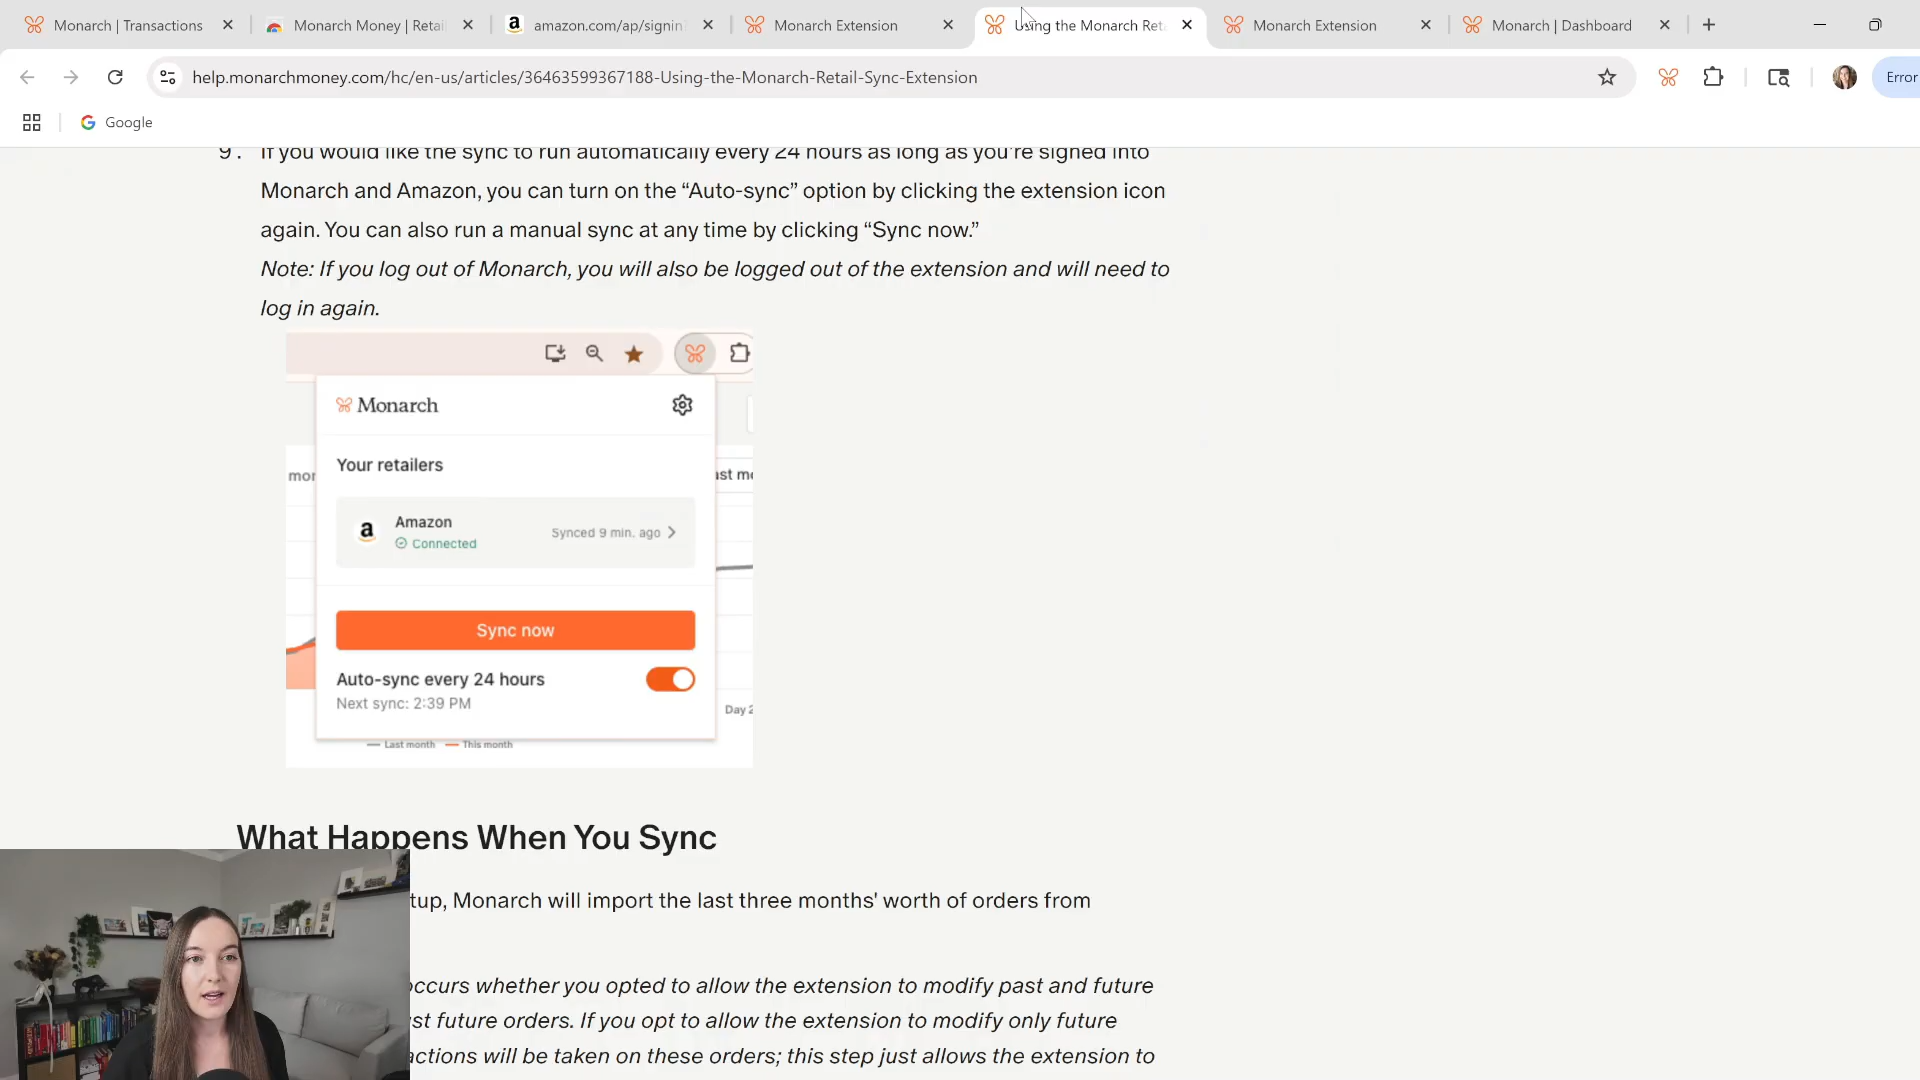 Monarch | Transactions
Monarch Money | Retai
amazon.com/ap/signin
Monarch Extension
Using the Monarch Ret
Monarch Extension
Monarch | Dashboard
help.monarchmoney.com/hc/en-us/articles/36463599367188-Using-the-Monarch-Retail-Sync-Extension
Error
Google
9. If you would like the sync to run automatically every 24 hours as long as you're signed into
Monarch and Amazon, you can turn on the “Auto-sync” option by clicking the extension icon
again. You can also run a manual sync at any time by clicking “Sync now.”
Note: If you log out of Monarch, you will also be logged out of the extension and will need to
log in again.
Monarch
Your retailers
mor
ast me
a
Amazon
Connected
Synced 9 min. ago
Sync now
Auto-sync every 24 hours
Next sync: 2:39 PM
Day 2
Last month
This month
What Happens When You Sync
tup, Monarch will import the last three months' worth of orders from
occurs whether you opted to allow the extension to modify past and future
st future orders. If you opt to allow the extension to modify only future
actions will be taken on these orders; this step just allows the extension to